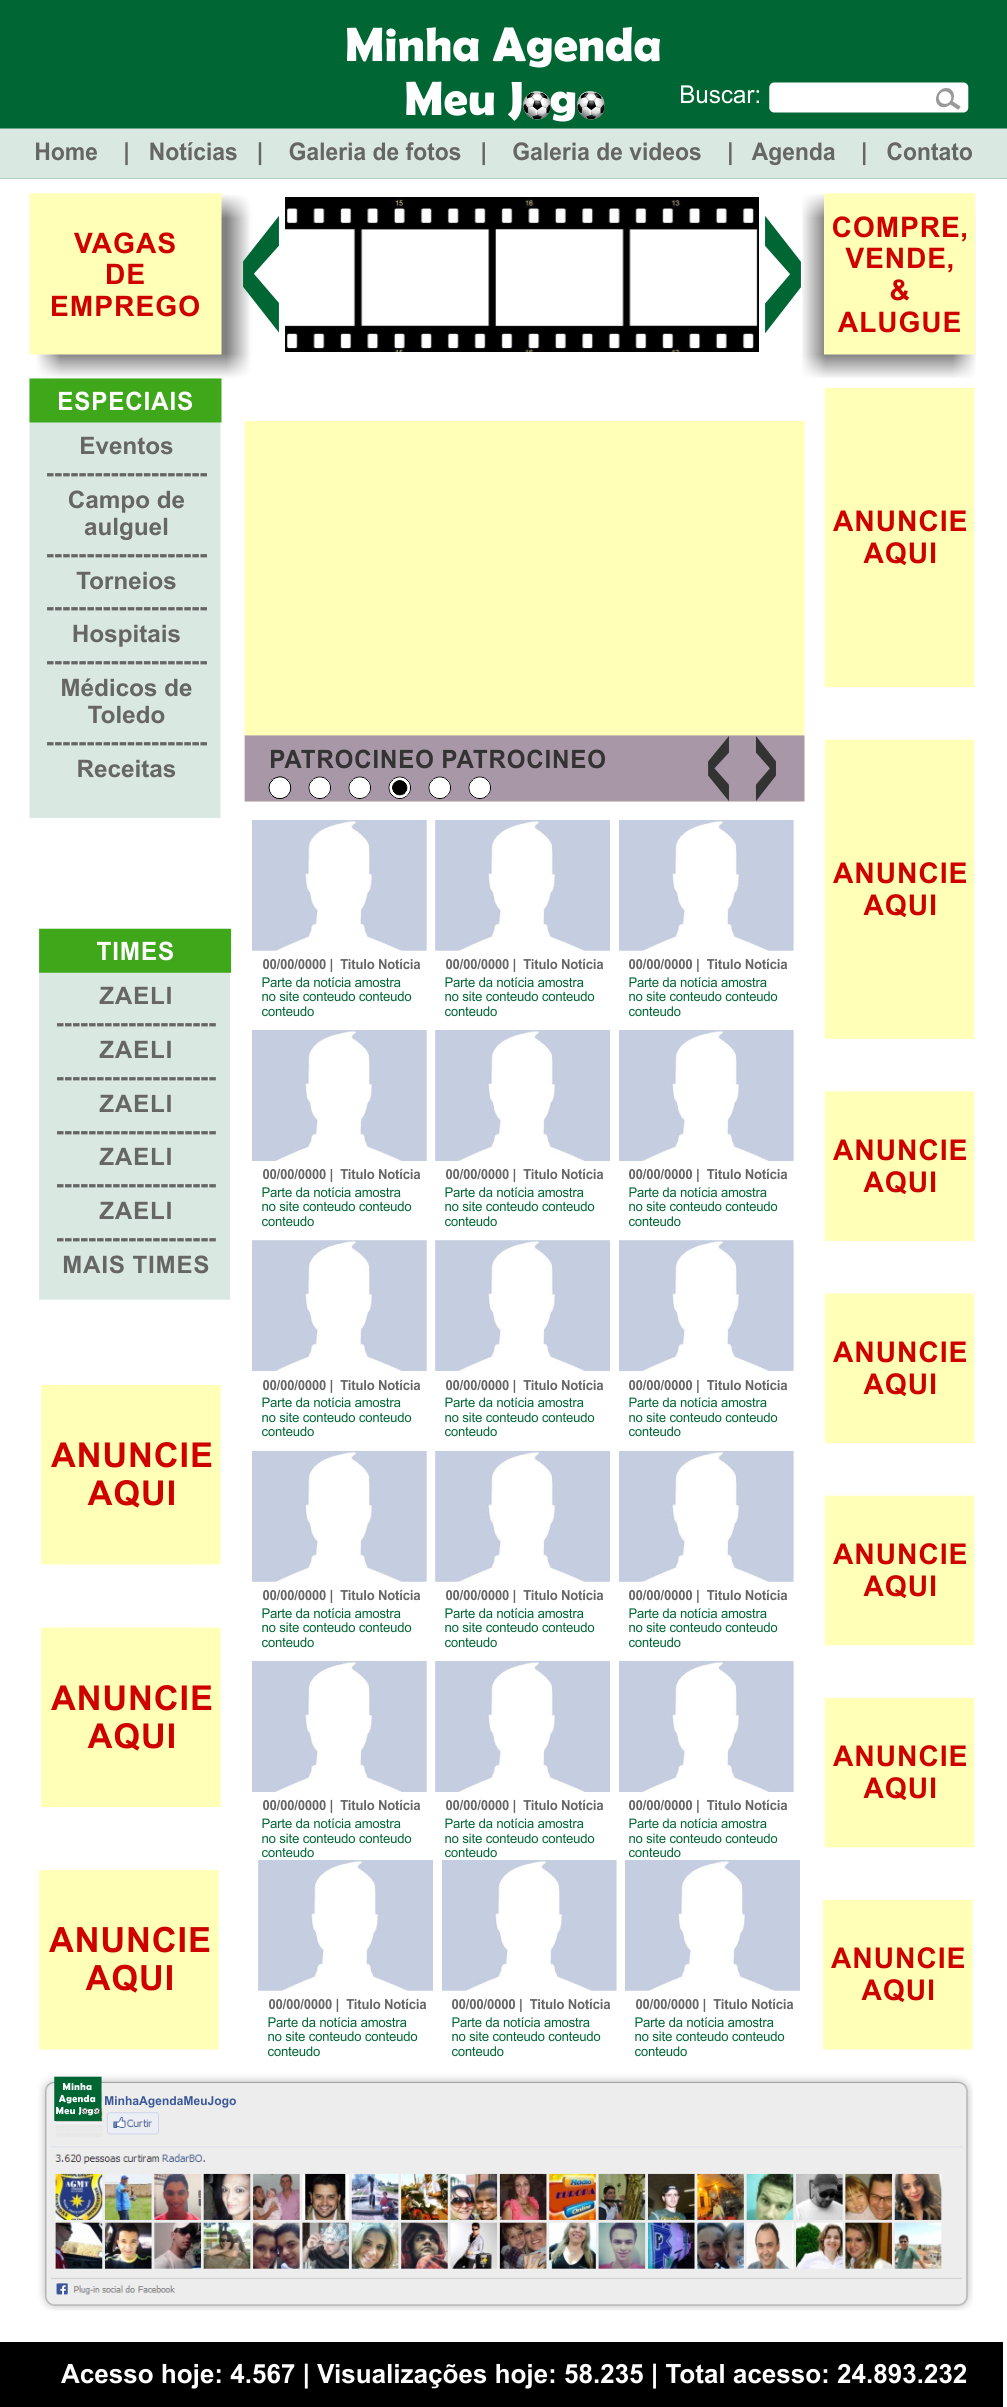 Minha Agenda
Meu Jogo
Buscar:
Home | Notícias | Galeria de fotos | Galeria de videos | Agenda | Contato
VAGAS
DE
EMPREGO
15 16 13
COMPRE,
VENDE,
&
ALUGUE
ESPECIAIS
Eventos
--------------------
Campo de
aulguel
--------------------
Torneios
--------------------
Hospitais
--------------------
Médicos de
Toledo
--------------------
Receitas
ANUNCIE
AQUI
PATROCINEO PATROCINEO
ANUNCIE
AQUI
00/00/0000 | Titulo Notícia
Parte da notícia amostra
no site conteudo conteudo
conteudo
00/00/0000 | Titulo Notícia
Parte da notícia amostra
no site conteudo conteudo
conteudo
00/00/0000 | Titulo Notícia
Parte da notícia amostra
no site conteudo conteudo
conteudo
TIMES
ZAELI
--------------------
ZAELI
--------------------
ZAELI
--------------------
ZAELI
--------------------
ZAELI
--------------------
MAIS TIMES
00/00/0000 | Titulo Notícia
Parte da notícia amostra
no site conteudo conteudo
conteudo
00/00/0000 | Titulo Notícia
Parte da notícia amostra
no site conteudo conteudo
conteudo
00/00/0000 | Titulo Notícia
Parte da notícia amostra
no site conteudo conteudo
conteudo
ANUNCIE
AQUI
00/00/0000 | Titulo Notícia
Parte da notícia amostra
no site conteudo conteudo
conteudo
00/00/0000 | Titulo Notícia
Parte da notícia amostra
no site conteudo conteudo
conteudo
00/00/0000 | Titulo Notícia
Parte da notícia amostra
no site conteudo conteudo
conteudo
ANUNCIE
AQUI
ANUNCIE
AQUI
00/00/0000 | Titulo Notícia
Parte da notícia amostra
no site conteudo conteudo
conteudo
00/00/0000 | Titulo Notícia
Parte da notícia amostra
no site conteudo conteudo
conteudo
00/00/0000 | Titulo Notícia
Parte da notícia amostra
no site conteudo conteudo
conteudo
ANUNCIE
AQUI
ANUNCIE
AQUI
00/00/0000 | Titulo Notícia
Parte da notícia amostra
no site conteudo conteudo
conteudo
00/00/0000 | Titulo Notícia
Parte da notícia amostra
no site conteudo conteudo
conteudo
00/00/0000 | Titulo Notícia
Parte da notícia amostra
no site conteudo conteudo
conteudo
ANUNCIE
AQUI
ANUNCIE
AQUI
00/00/0000 | Titulo Notícia
Parte da notícia amostra
no site conteudo conteudo
conteudo
00/00/0000 | Titulo Notícia
Parte da notícia amostra
no site conteudo conteudo
conteudo
00/00/0000 | Titulo Notícia
Parte da notícia amostra
no site conteudo conteudo
conteudo
ANUNCIE
AQUI
Minha
Agenda
Meu Jogo
MinhaAgendaMeuJogo
Curtir
3.620 pessoas curtiram RadarBO.
AGMT
EUROPA
Plug-in social do Facebook
Acesso hoje: 4.567 | Visualizações hoje: 58.235 | Total acesso: 24.893.232